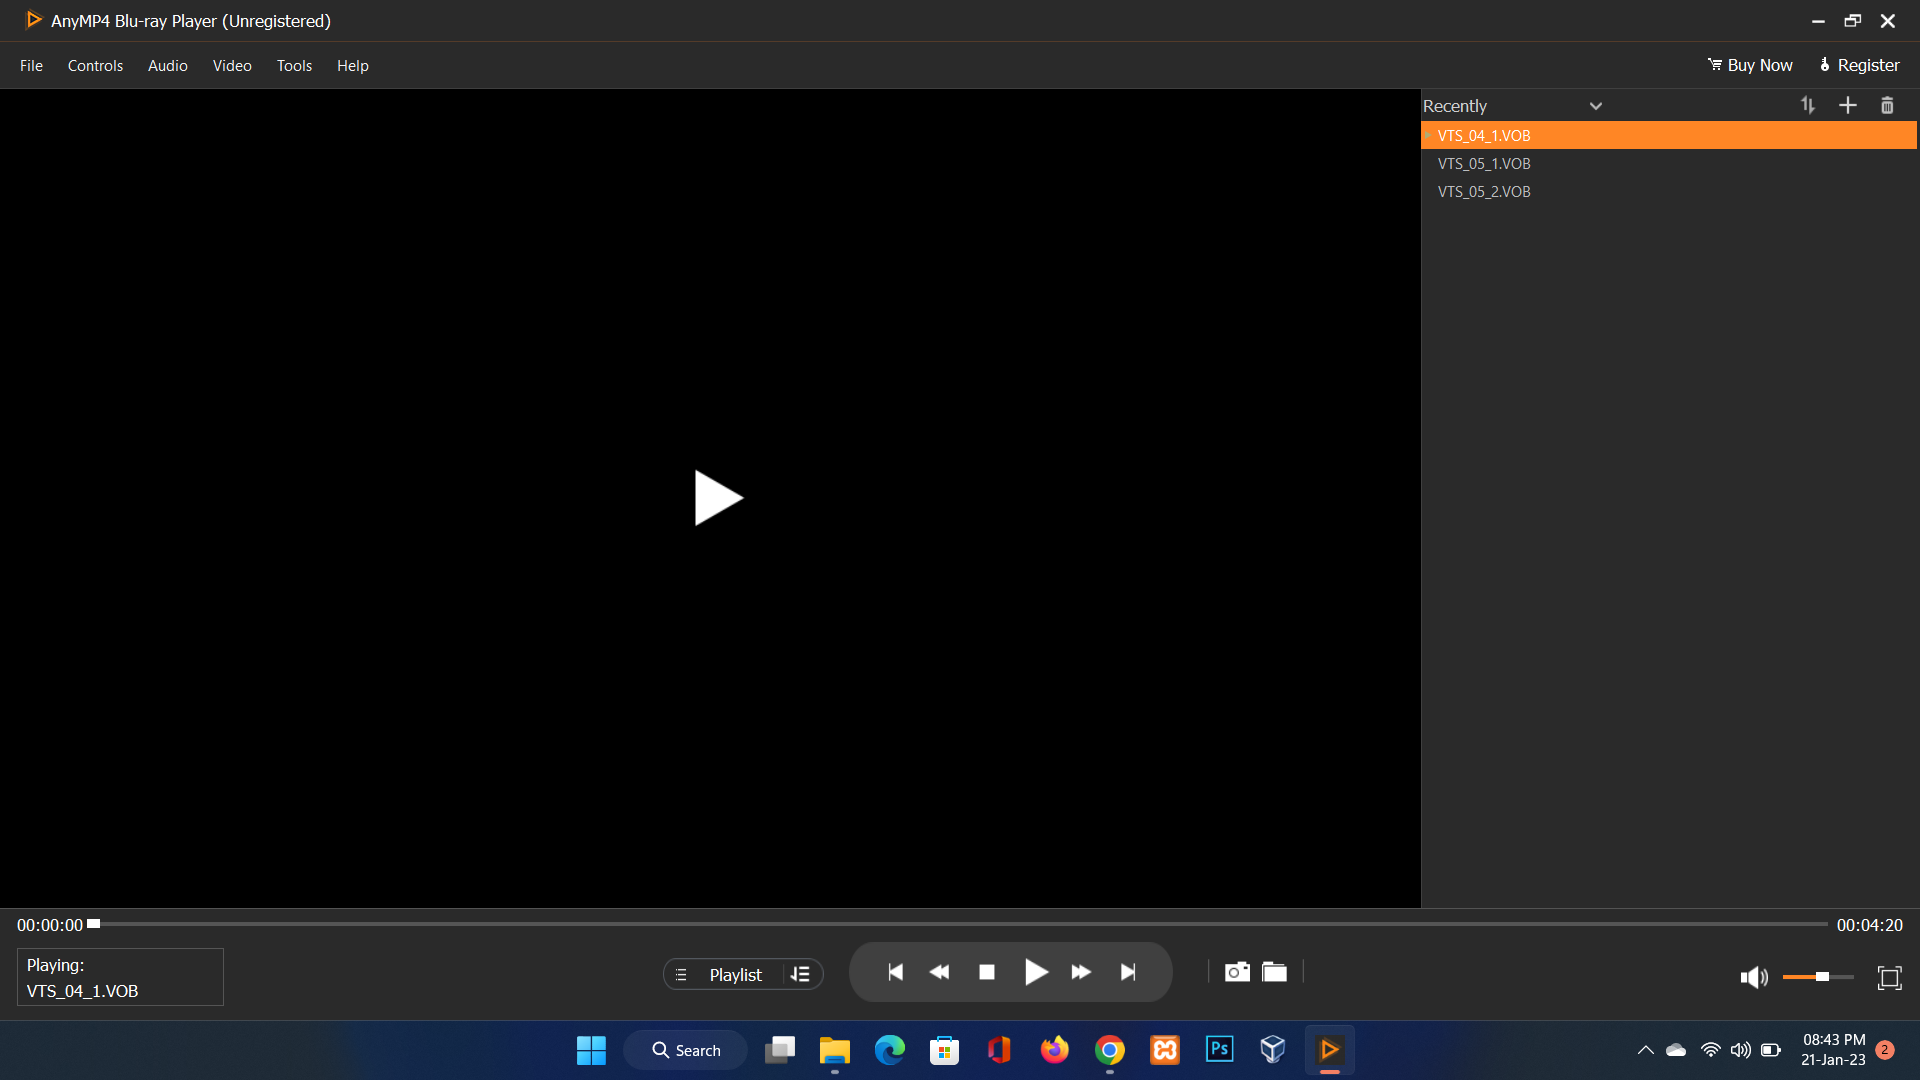 AnyMP4 Blu-ray Player (Unregistered)
File Controls Audio Video Tools Help
Buy Now Register
Recently
VTS_04_1.VOB
VTS_05_1.VOB
VTS_05_2.VOB
00:00:00
00:04:20
Playing:
VTS_04_1.VOB
Playlist
Search
Ps
08:43 PM
21-Jan-23
2